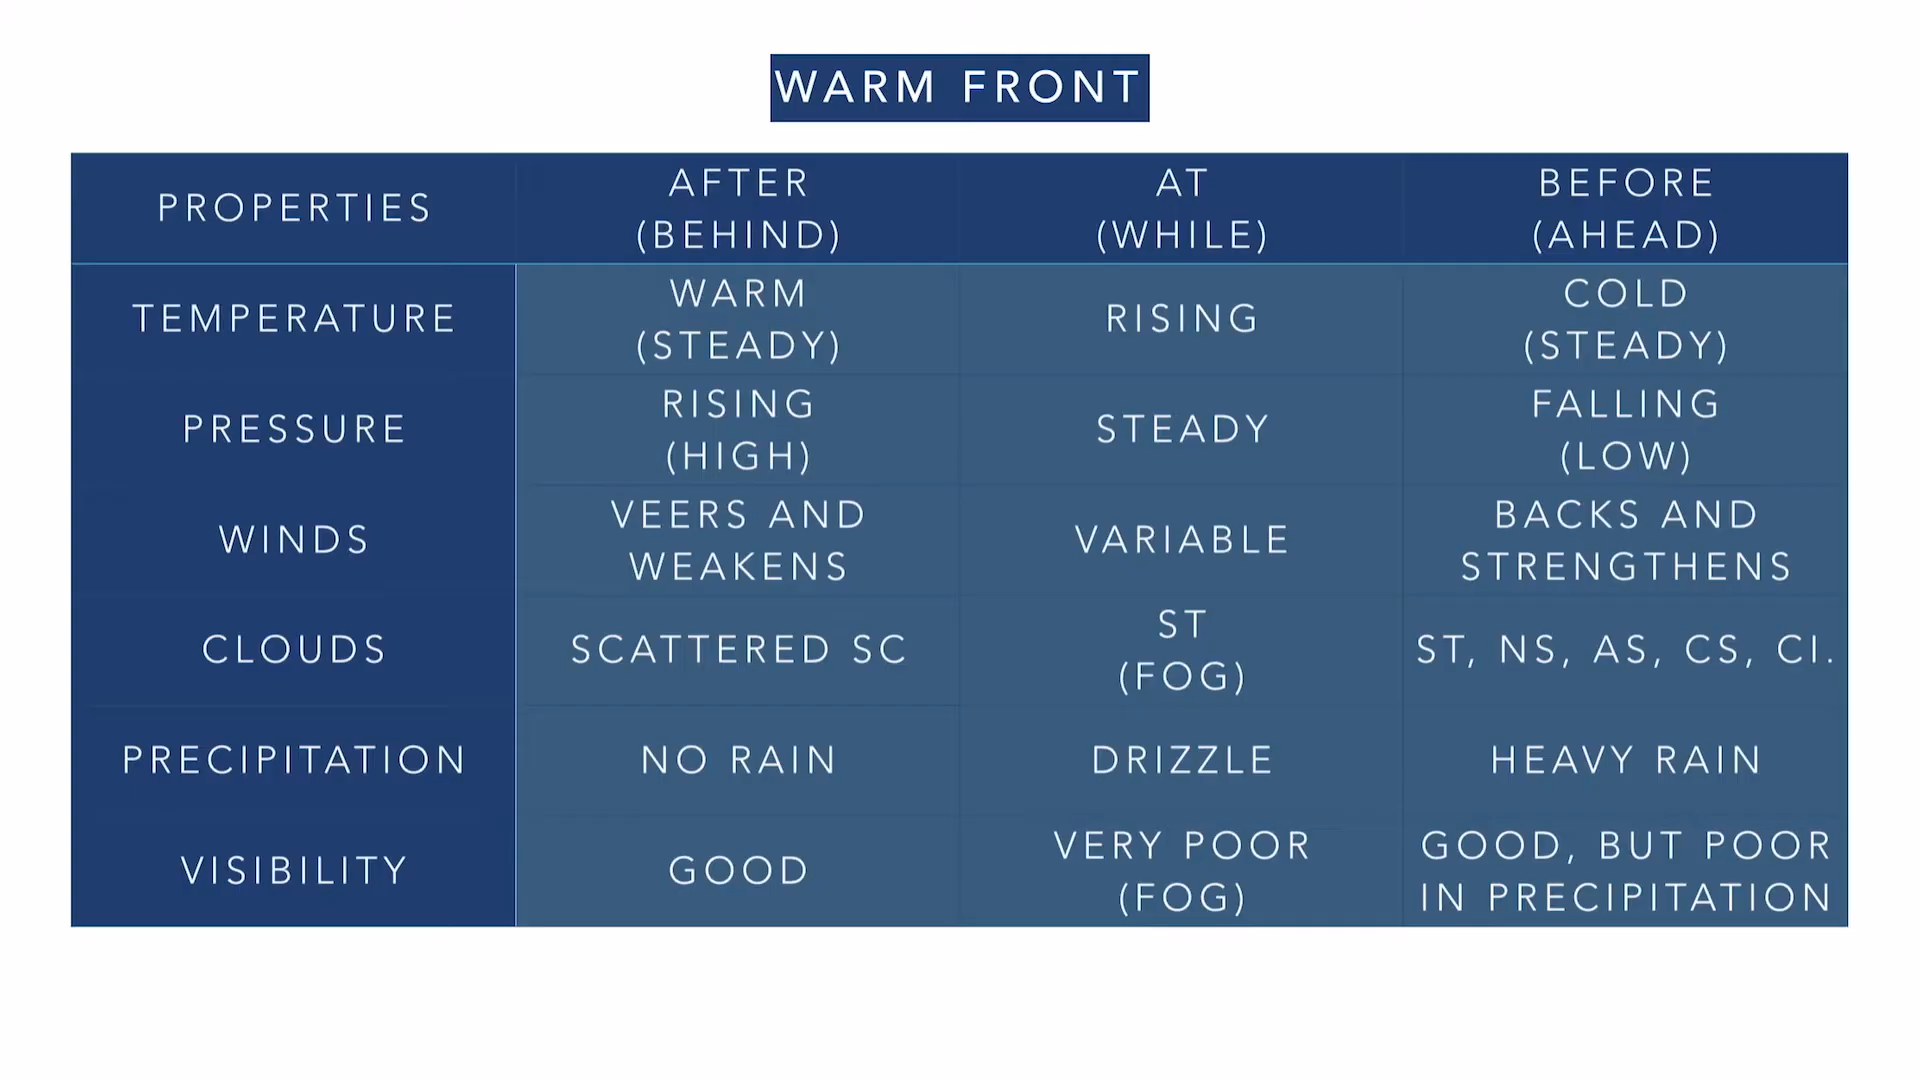 WARM FRONT
PROPERTIES
AFTER
(BEHIND)
AT
(WHILE)
BEFORE
(AHEAD)
TEMPERATURE
WARM
(STEADY)
RISING
COLD
(STEADY)
PRESSURE
RISING
(HIGH)
STEADY
FALLING
(LOW)
WINDS
VEERS AND
WEAKENS
VARIABLE
BACKS AND
STRENGTHENS
CLOUDS
SCATTERED SC
ST
(FOG)
ST, NS, AS, CS, CI.
PRECIPITATION
NO RAIN
DRIZZLE
HEAVY RAIN
VISIBILITY
GOOD
VERY POOR
(FOG)
GOOD, BUT POOR
IN PRECIPITATION